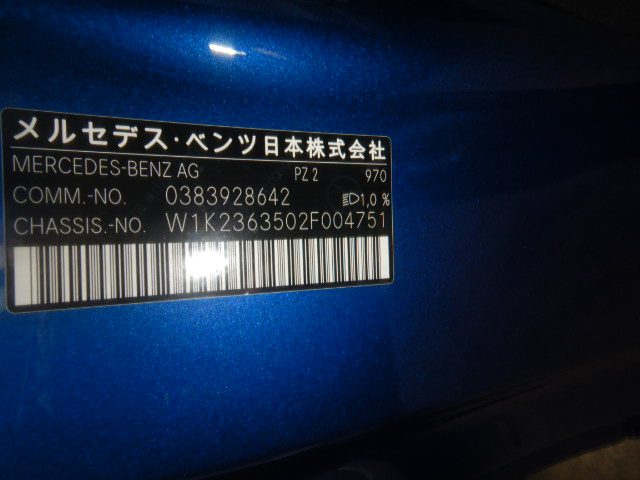 メルセデス・ベンツ日本株式会社
MERCEDES-BENZ AG PZ 2 970
COMM.-NO. 0383928642 1,0 %
CHASSIS.-NO. W1K2363502F004751